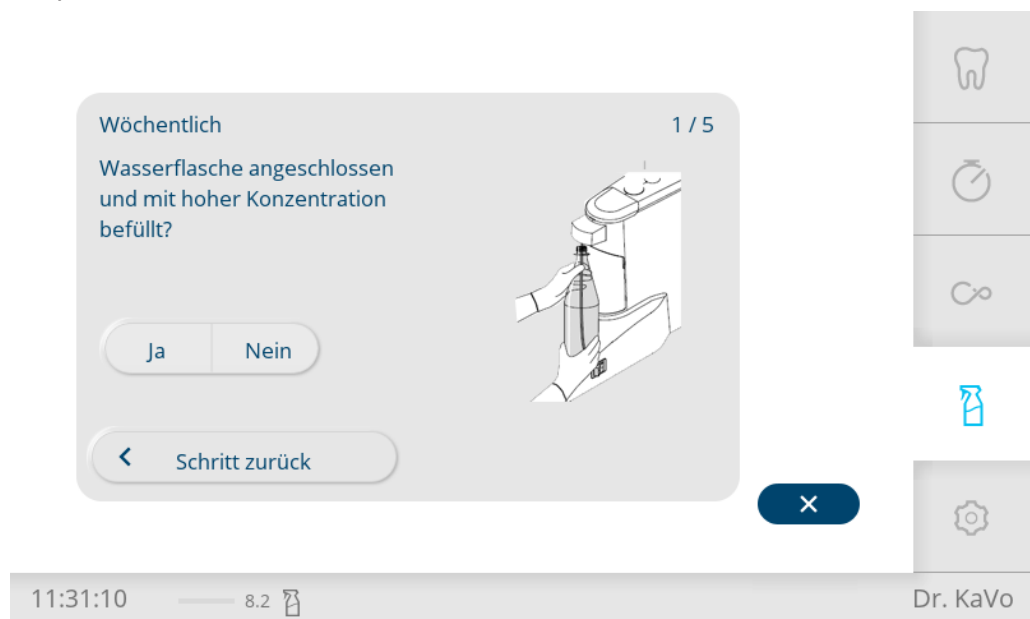 Wöchentlich 1 / 5
Wasserflasche angeschlossen
und mit hoher Konzentration
befüllt?
Ja Nein
Schritt zurück
11:31:10 8.2 Dr. KaVo